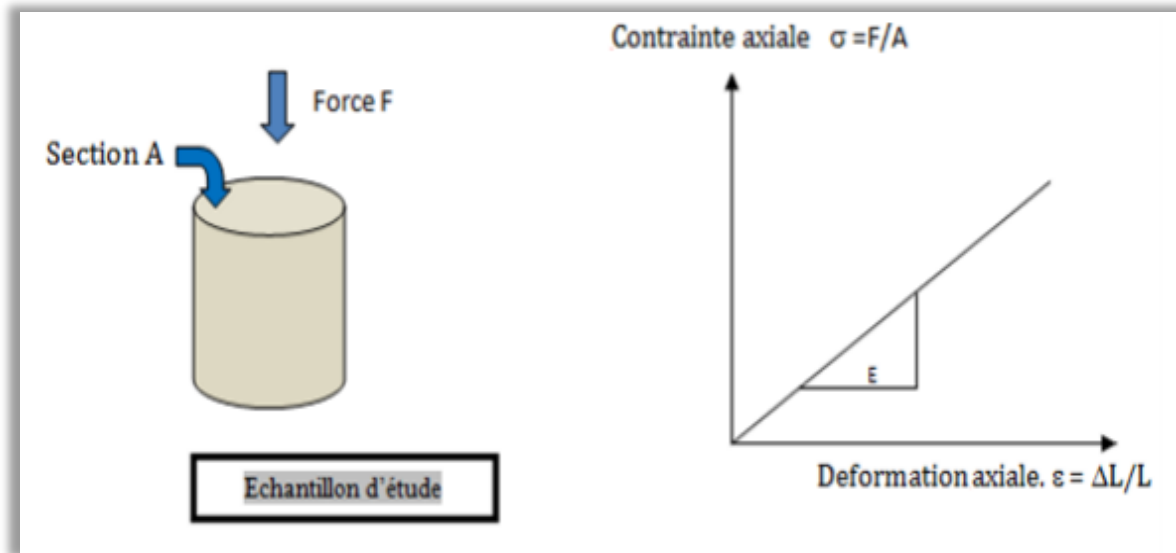 Contrainte axiale σ =F/A
Force F
Section A
E
Echantillon d'étude
Deformation axiale. ε = ΔL/L